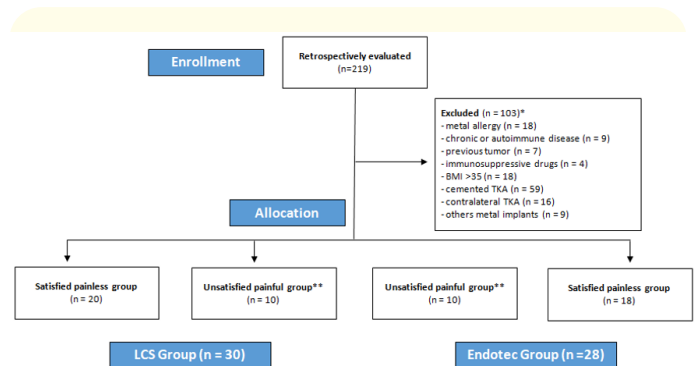 Enrollment
Retrospectively evaluated
(n=219)
Excluded (n = 103)*
- metal allergy (n = 18)
- chronic or autoimmune disease (n = 9)
- previous tumor (n = 7)
- immunosuppressive drugs (n = 4)
- BMI >35 (n = 18)
- cemented TKA (n = 59)
- contralateral TKA (n = 16)
- others metal implants (n = 9)
Allocation
Satisfied painless group
(n = 20)
Unsatisfied painful group**
(n = 10)
Unsatisfied painful group**
(n = 10)
Satisfied painless group
(n = 18)
LCS Group (n = 30)
Endotec Group (n =28)